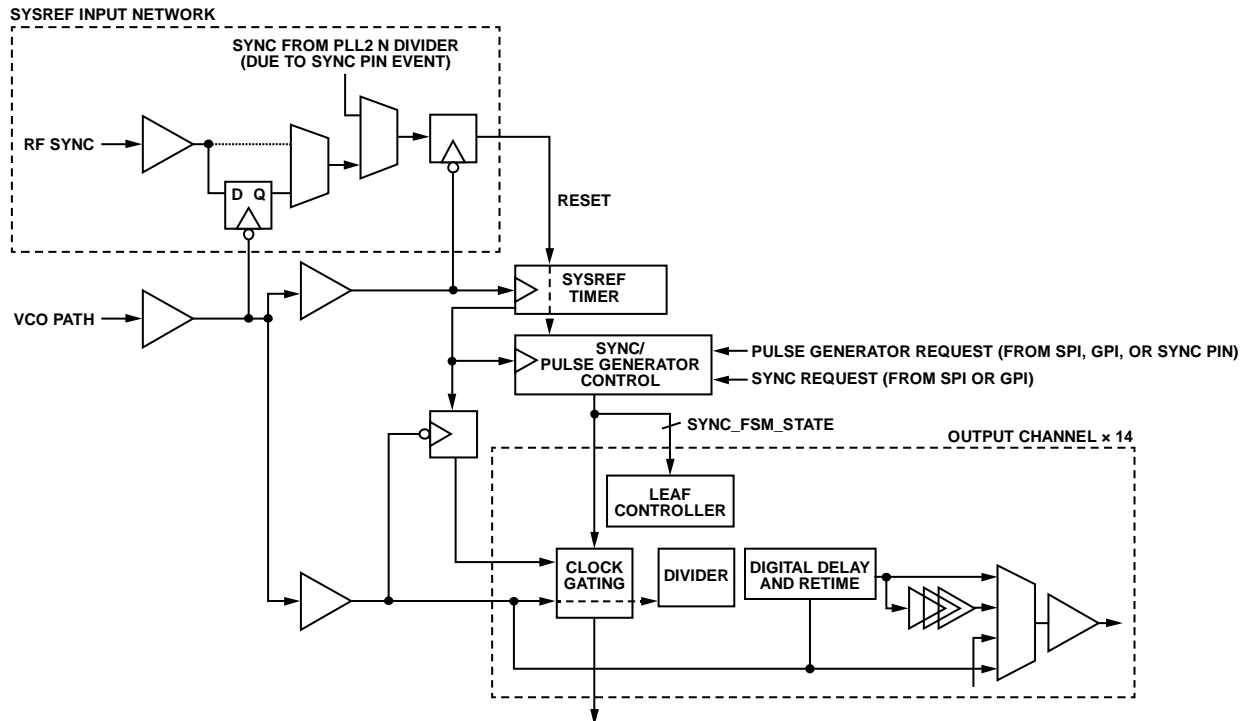 SYSREF INPUT NETWORK
SYNC FROM PLL2 N DIVIDER
(DUE TO SYNC PIN EVENT)
RF SYNC
D Q
RESET
VCO PATH
SYSREF
TIMER
SYNC/
PULSE GENERATOR
CONTROL
PULSE GENERATOR REQUEST (FROM SPI, GPI, OR SYNC PIN)
SYNC REQUEST (FROM SPI OR GPI)
SYNC_FSM_STATE
OUTPUT CHANNEL × 14
LEAF
CONTROLLER
CLOCK
GATING
DIVIDER
DIGITAL DELAY
AND RETIME